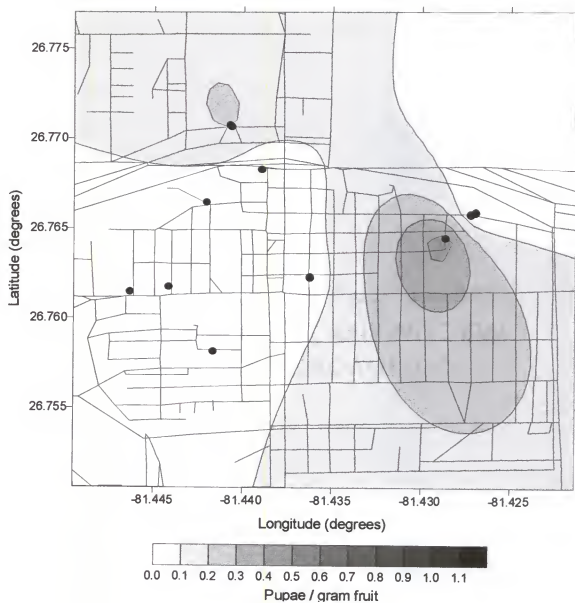 26.775
26.770
26.765
26.760
26.755
Latitude (degrees)
-81.445 -81.440 -81.435 -81.430 -81.425
Longitude (degrees)
0.0 0.1 0.2 0.3 0.4 0.5 0.6 0.7 0.8 0.9 1.0 1.1
Pupae / gram fruit